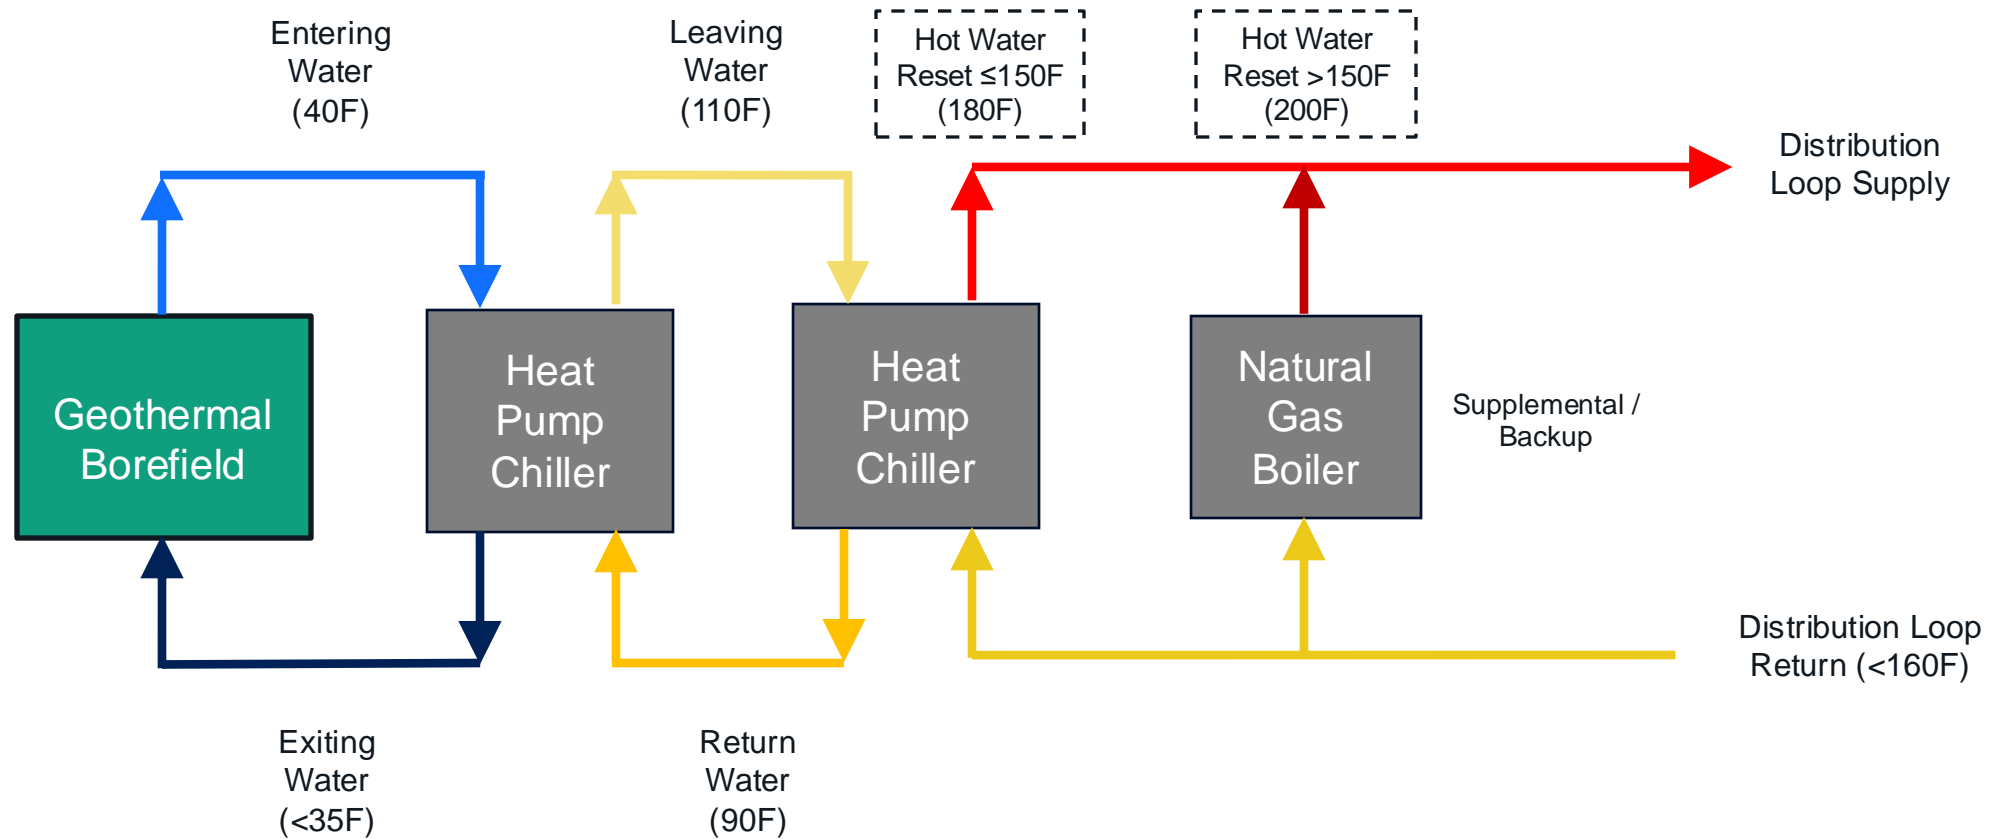 Entering
Water
(40F)
Leaving
Water
(110F)
Hot Water
Reset ≤150F
(180F)
Hot Water
Reset >150F
(200F)
Distribution
Loop Supply
Geothermal
Borefield
Heat
Pump
Chiller
Heat
Pump
Chiller
Natural
Gas
Boiler
Supplemental /
Backup
Distribution Loop
Return (<160F)
Exiting
Water
(<35F)
Return
Water
(90F)